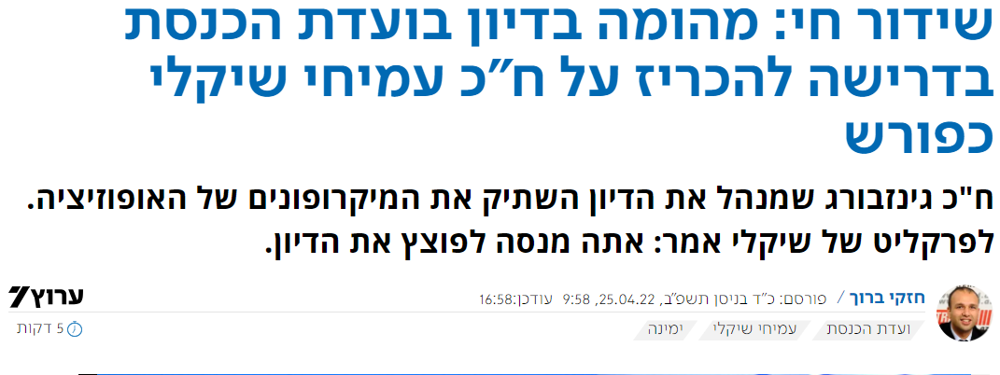 שידור חי: מהומה בדיון בועדת הכנסת
בדרישה להכריז על ח"כ עמיחי שיקלי
כפורש
ח"כ גינזבורג שמנהל את הדיון השתיק את המיקרופונים של האופוזיציה.
לפרקליט של שיקלי אמר: אתה מנסה לפוצץ את הדיון.
חזקי ברוך / פורסם: כ"ד בניסן תשפ"ב, 25.04.22, 9:58 עודכן: 16:58
ערוץ 7
5 דקות
ועדת הכנסת עמיחי שיקלי ימינה